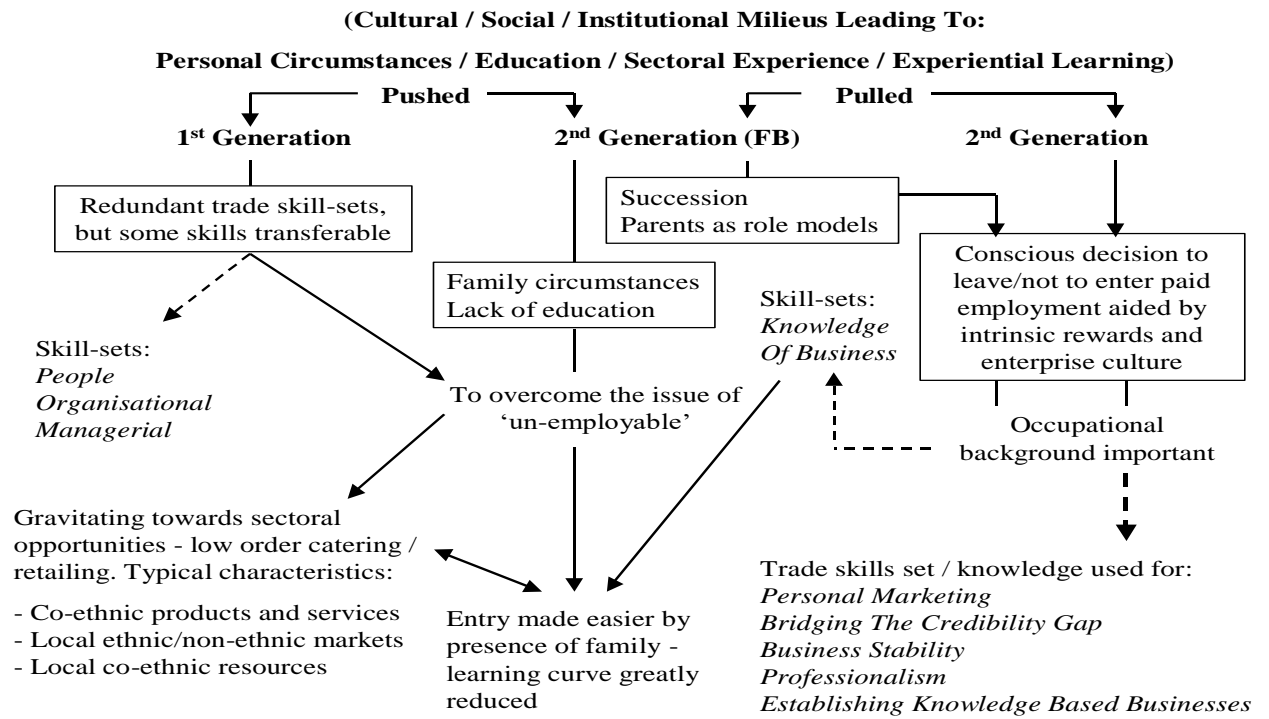 (Cultural / Social / Institutional Milieus Leading To:
Personal Circumstances / Education / Sectoral Experience / Experiential Learning)
Pushed
Pulled
1st Generation
2nd Generation (FB)
2nd Generation
Redundant trade skill-sets,
but some skills transferable
Succession
Parents as role models
Family circumstances
Lack of education
Conscious decision to
leave/not to enter paid
employment aided by
intrinsic rewards and
enterprise culture
Skill-sets:
People
Organisational
Managerial
Skill-sets:
Knowledge
Of Business
To overcome the issue of
‘un-employable’
Occupational
background important
Gravitating towards sectoral
opportunities - low order catering /
retailing. Typical characteristics:
- Co-ethnic products and services
- Local ethnic/non-ethnic markets
- Local co-ethnic resources
Entry made easier by
presence of family -
learning curve greatly
reduced
Trade skills set / knowledge used for:
Personal Marketing
Bridging The Credibility Gap
Business Stability
Professionalism
Establishing Knowledge Based Businesses